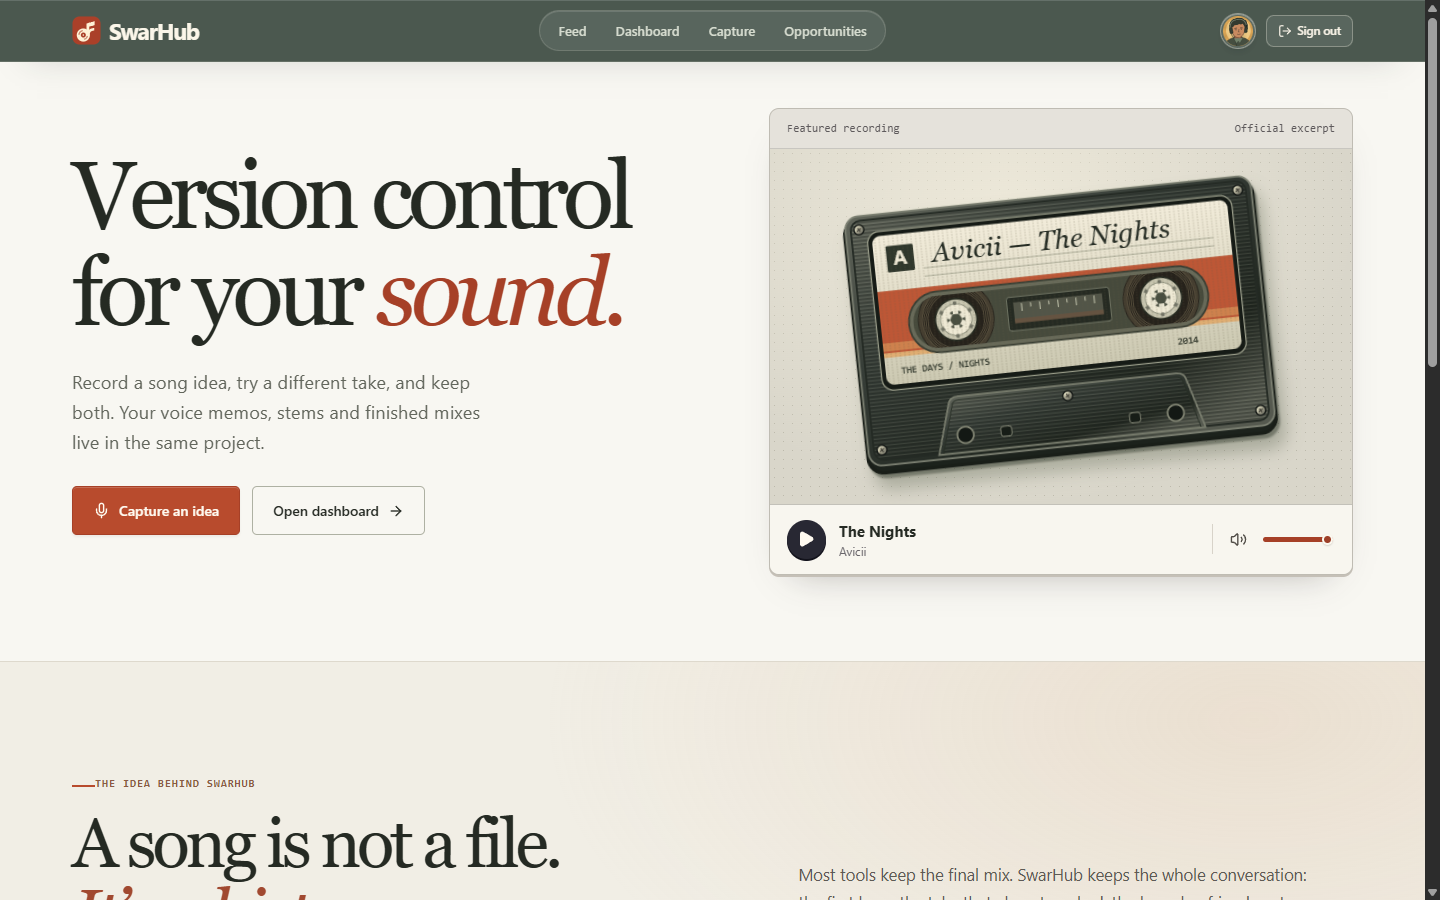 SwarHub
Feed
Dashboard
Capture
Opportunities
Sign out
Version control
for your sound.
Record a song idea, try a different take, and keep
both. Your voice memos, stems and finished mixes
live in the same project.
Capture an idea
Open dashboard
Featured recording
Official excerpt
A
Avicii — The Nights
THE DAYS / NIGHTS
2014
The Nights
Avicii
THE IDEA BEHIND SWARHUB
A song is not a file.
Most tools keep the final mix. SwarHub keeps the whole conversation: